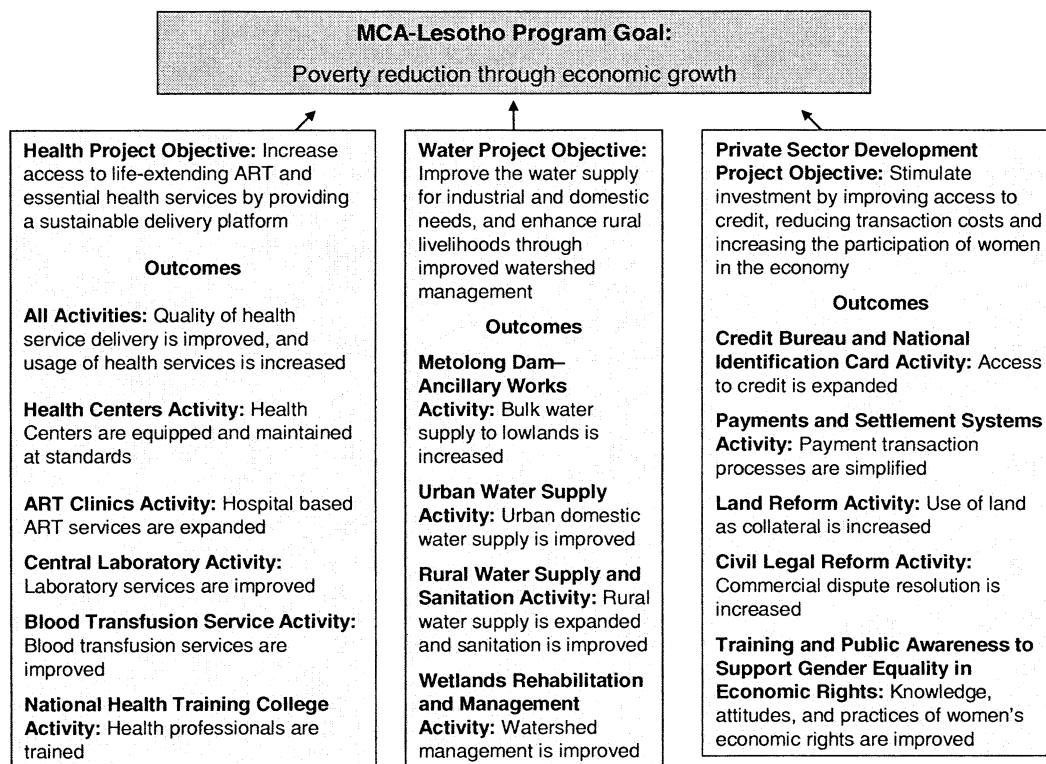 MCA-Lesotho Program Goal:
Poverty reduction through economic growth
Health Project Objective: Increase
access to life-extending ART and
essential health services by providing
a sustainable delivery platform
Outcomes
All Activities: Quality of health
service delivery is improved, and
usage of health services is increased
Health Centers Activity: Health
Centers are equipped and maintained
at standards
ART Clinics Activity: Hospital based
ART services are expanded
Central Laboratory Activity:
Laboratory services are improved
Blood Transfusion Service Activity:
Blood transfusion services are
improved
National Health Training College
Activity: Health professionals are
trained
Water Project Objective:
Improve the water supply
for industrial and domestic
needs, and enhance rural
livelihoods through
improved watershed
management
Outcomes
Metolong Dam–
Ancillary Works
Activity: Bulk water
supply to lowlands is
increased
Urban Water Supply
Activity: Urban domestic
water supply is improved
Rural Water Supply and
Sanitation Activity: Rural
water supply is expanded
and sanitation is improved
Wetlands Rehabilitation
and Management
Activity: Watershed
management is improved
Private Sector Development
Project Objective: Stimulate
investment by improving access to
credit, reducing transaction costs and
increasing the participation of women
in the economy
Outcomes
Credit Bureau and National
Identification Card Activity: Access
to credit is expanded
Payments and Settlement Systems
Activity: Payment transaction
processes are simplified
Land Reform Activity: Use of land
as collateral is increased
Civil Legal Reform Activity:
Commercial dispute resolution is
increased
Training and Public Awareness to
Support Gender Equality in
Economic Rights: Knowledge,
attitudes, and practices of women's
economic rights are improved